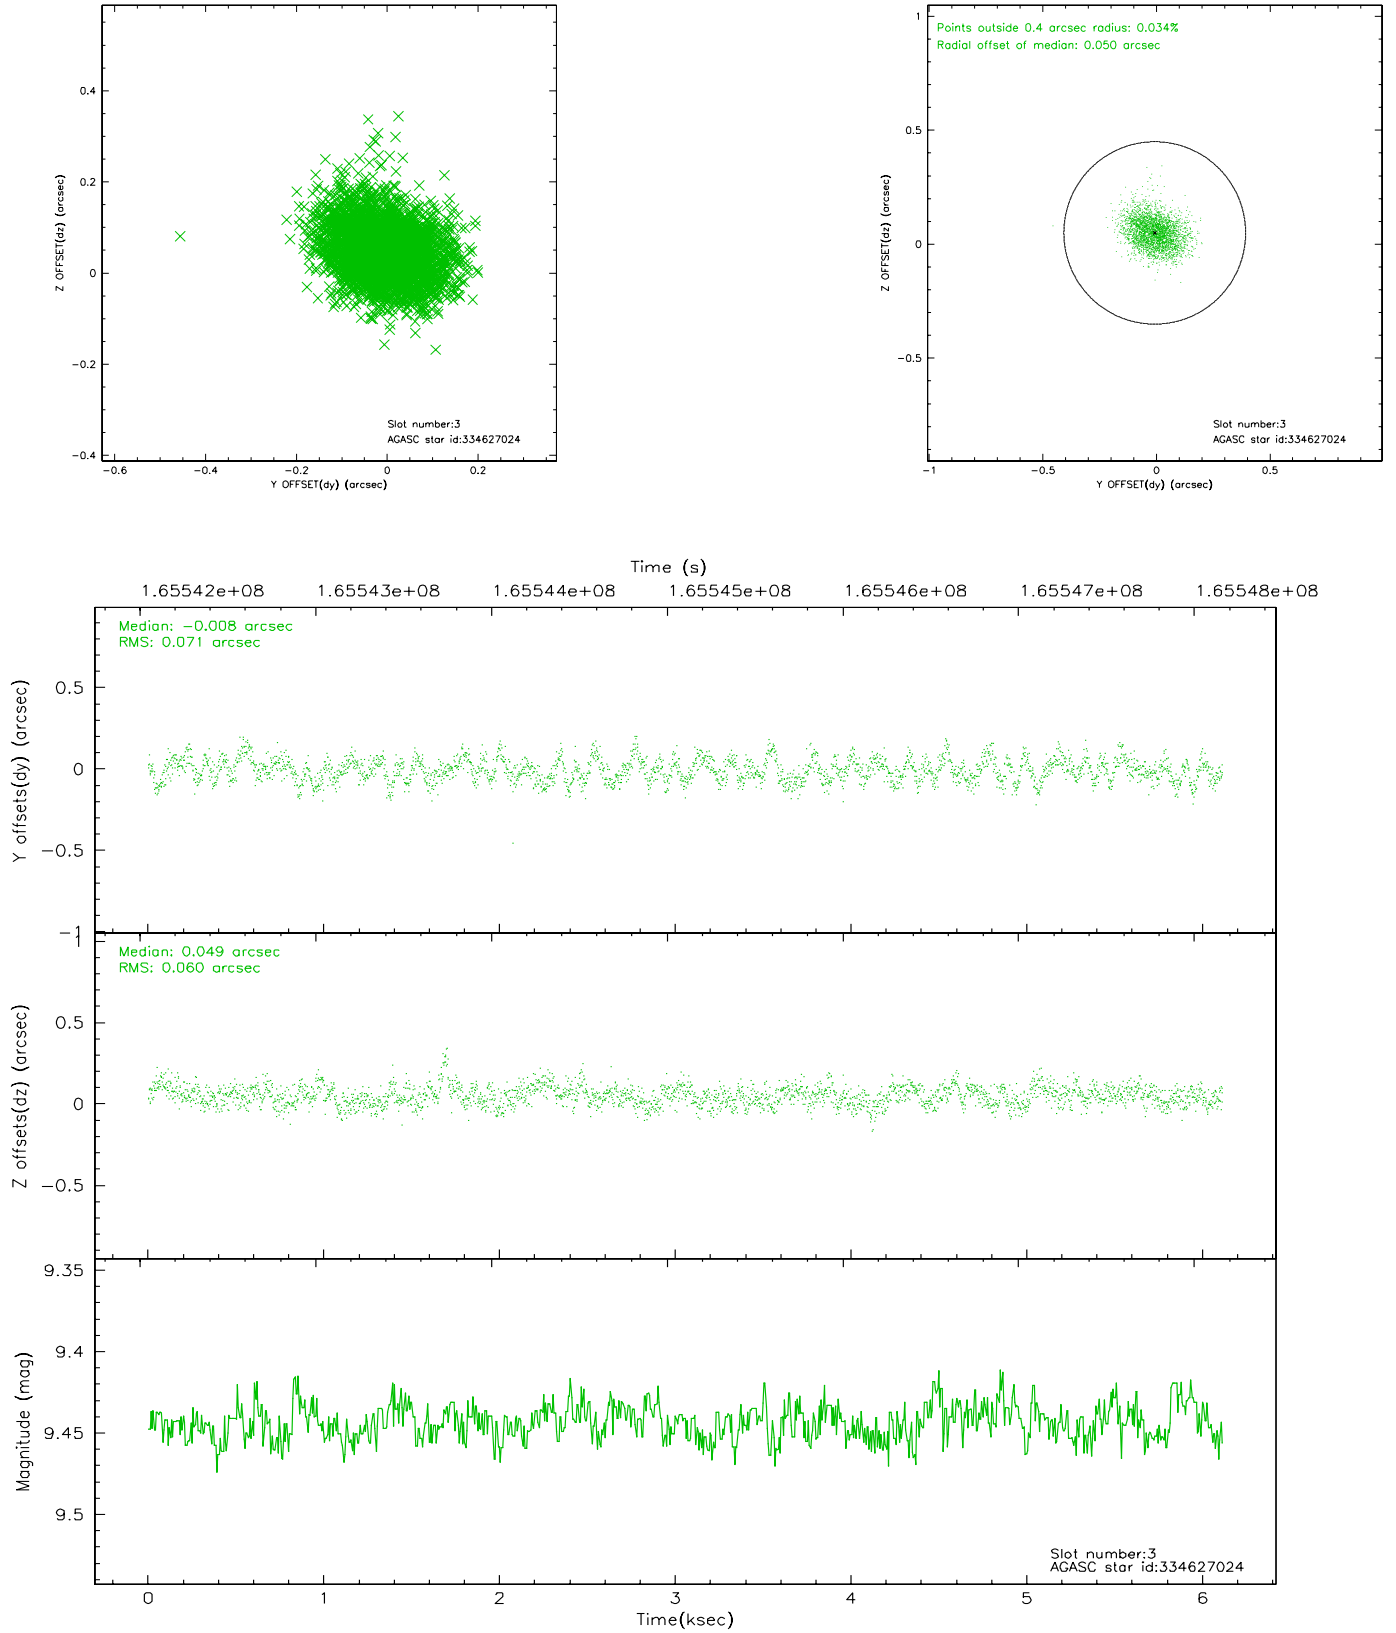 0.4
0.2
0
−0.2
−0.4
Z OFFSET(dz) (arcsec)
Slot number:3
AGASC star id:334627024
−0.6 −0.4 −0.2 0 0.2
Y OFFSET(dy) (arcsec)
Points outside 0.4 arcsec radius: 0.034%
Radial offset of median: 0.050 arcsec
1
0.5
0
−0.5
Z OFFSET(dz) (arcsec)
Slot number:3
AGASC star id:334627024
−1 −0.5 0 0.5
Y OFFSET(dy) (arcsec)
Time (s)
1.65542e+08 1.65543e+08 1.65544e+08 1.65545e+08 1.65546e+08 1.65547e+08 1.65548e+08
Median: −0.008 arcsec
RMS: 0.071 arcsec
0.5
0
−0.5
−1
Y offsets(dy) (arcsec)
Median: 0.049 arcsec
RMS: 0.060 arcsec
1
0.5
0
−0.5
Z offsets(dz) (arcsec)
9.35
9.4
9.45
9.5
Magnitude (mag)
Slot number:3
AGASC star id:334627024
0 1 2 3 4 5 6
Time(ksec)